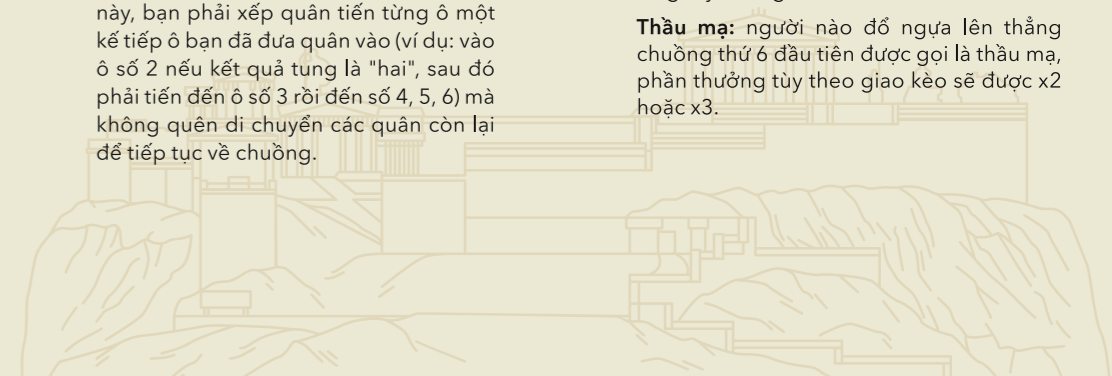 này, bạn phải xếp quân tiến từng ô một
kế tiếp ô bạn đã đưa quân vào (ví dụ: vào
ô số 2 nếu kết quả tung là "hai", sau đó
phải tiến đến ô số 3 rồi đến số 4, 5, 6) mà
không quên di chuyển các quân còn lại
để tiếp tục về chuồng.
Thầu mạ: người nào đổ ngựa lên thẳng
chuồng thứ 6 đầu tiên được gọi là thầu mạ,
phần thưởng tùy theo giao kèo sẽ được x2
hoặc x3.